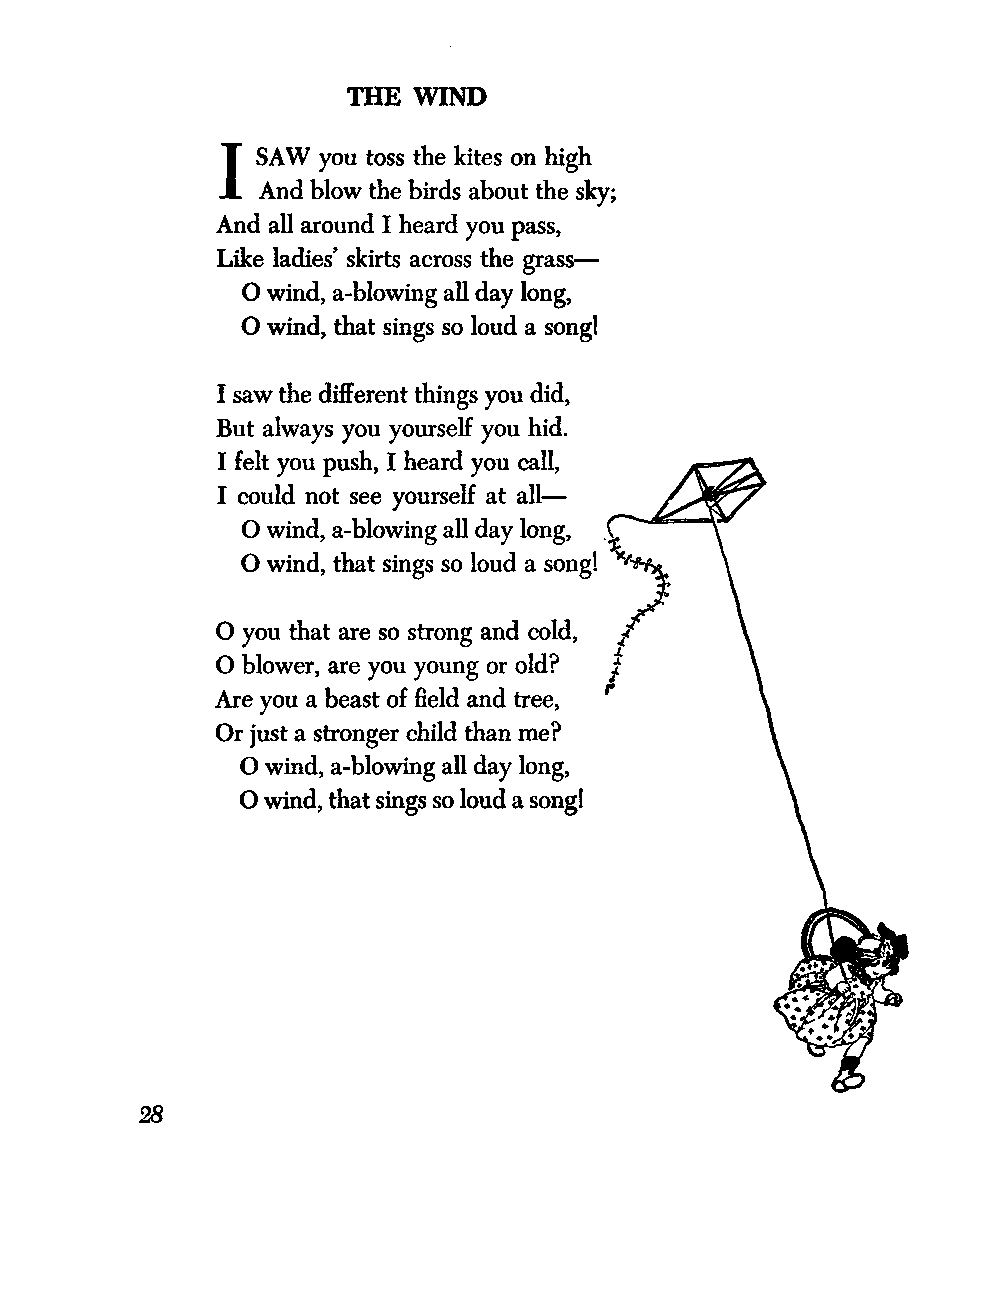 THE WIND
I SAW you toss the kites on high
And blow the birds about the sky;
And all around I heard you pass,
Like ladies' skirts across the grass—
O wind, a-blowing all day long,
O wind, that sings so loud a song!
I saw the different things you did,
But always you yourself you hid.
I felt you push, I heard you call,
I could not see yourself at all—
O wind, a-blowing all day long,
O wind, that sings so loud a song!
O you that are so strong and cold,
O blower, are you young or old?
Are you a beast of field and tree,
Or just a stronger child than me?
O wind, a-blowing all day long,
O wind, that sings so loud a song!
28